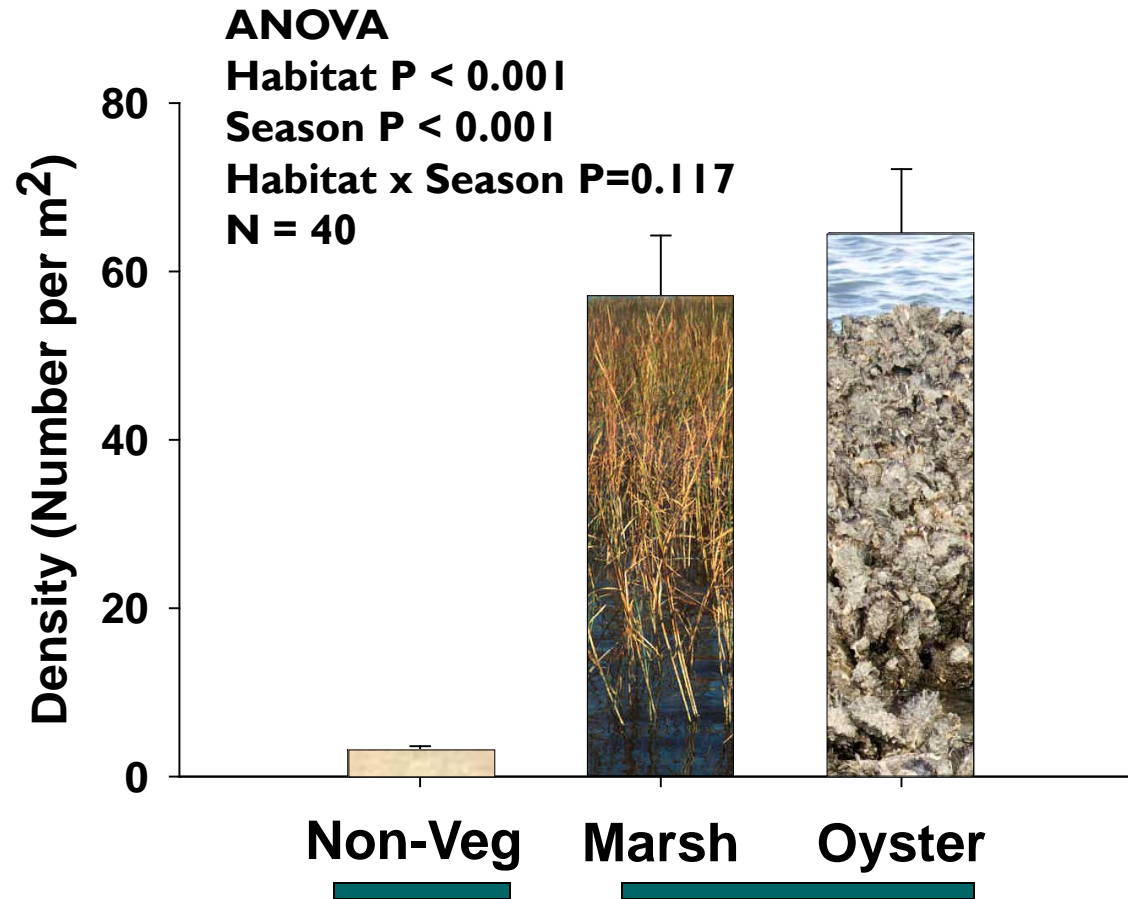 ANOVA
Habitat P < 0.001
Season P < 0.001
Habitat x Season P=0.117
N = 40
Density (Number per m²)
80
60
40
20
0
Non-Veg Marsh Oyster